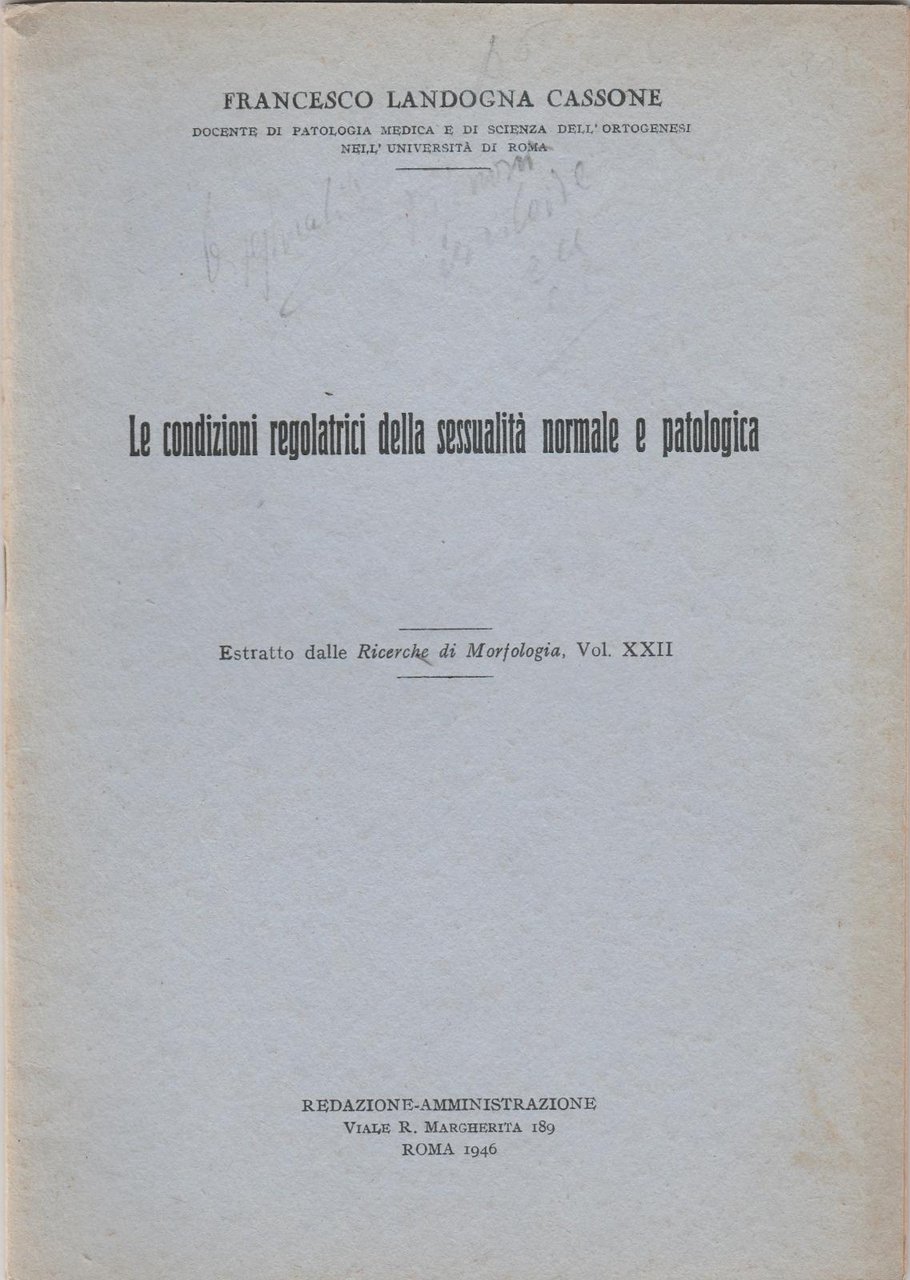 FRANCESCO LANDOGNA CASSONE
DOCENTE DI PATOLOGIA MEDICA E DI SCIENZA DELL' ORTOGENESI
NELL' UNIVERSITÀ DI ROMA
Le condizioni regolatrici della sessualità normale e patologica
Estratto dalle Ricerche di Morfologia, Vol. XXII
REDAZIONE-AMMINISTRAZIONE
VIALE R. MARGHERITA 189
ROMA 1946